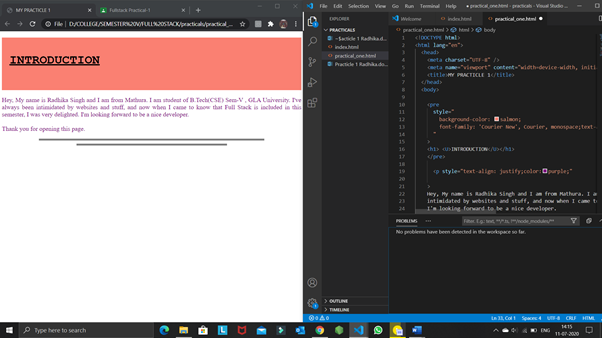 MY PRACTICLE 1
Fullstack Practical-1
File | D:/COLLEGE/SEMESTER%20V/FULL%20STACK/practicals/practical_...
INTRODUCTION
Hey, My name is Radhika Singh and I am from Mathura. I am student of B.Tech(CSE) Sem-V , GLA University. I've
always been intimidated by websites and stuff, and now when I came to know that Full Stack is included in this
semester, I was very delighted. I'm looking forward to be a nice developer.
Thank you for opening this page.
File Edit Selection View Go Run Terminal Help
practical_one.html - practicals - Visual Studio ...
EXPLORER
PRACTICALS
~$acticle 1 Radhika.d...
index.html
practical_one.html
Practicle 1 Radhika.do...
OUTLINE
TIMELINE
Welcome
index.html
practical_one.html
practical_one.html > html > body
1 <!DOCTYPE html>
2 <html lang="en">
3 <head>
4 <meta charset="UTF-8" />
5 <meta name="viewport" content="width=device-width, initia
6 <title>MY PRACTICLE 1</title>
7 </head>
8 <body>
9
10 <pre
11 style="
12 background-color: salmon;
13 font-family: 'Courier New', Courier, monospace;text-
14 "
15 >
16 <h1> <U>INTRODUCTION</U></h1>
17 </pre>
18
19 <p style="text-align: justify;color:purple;"
20
21 >
22 Hey, My name is Radhika Singh and I am from Mathura. I am
23 intimidated by websites and stuff, and now when I came to
24 I'm looking forward to be a nice developer.
PROBLEMS ...
Filter. E.g.: text, **/*.ts, !**/node_modules/**
No problems have been detected in the workspace so far.
0 0
Ln 33, Col 1 Spaces: 4 UTF-8 CRLF HTML
Type here to search
ENG
14:15
11-07-2020